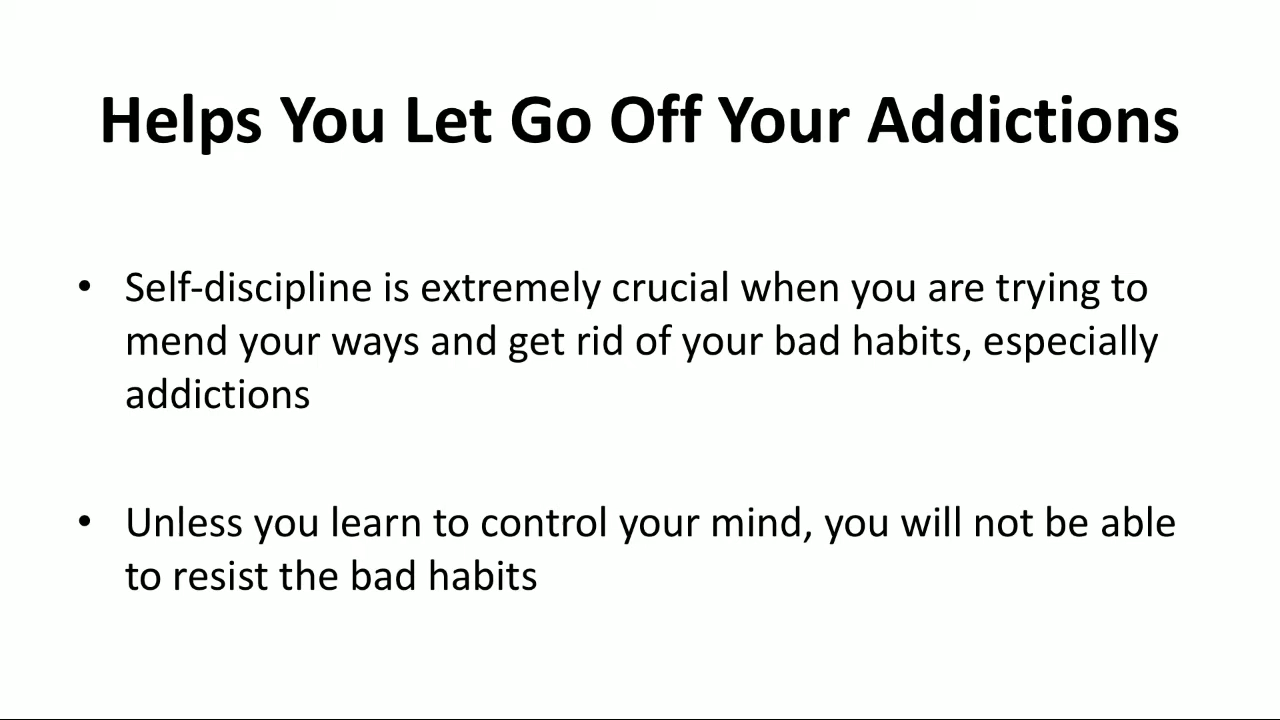 Helps You Let Go Off Your Addictions
• Self-discipline is extremely crucial when you are trying to
mend your ways and get rid of your bad habits, especially
addictions
• Unless you learn to control your mind, you will not be able
to resist the bad habits